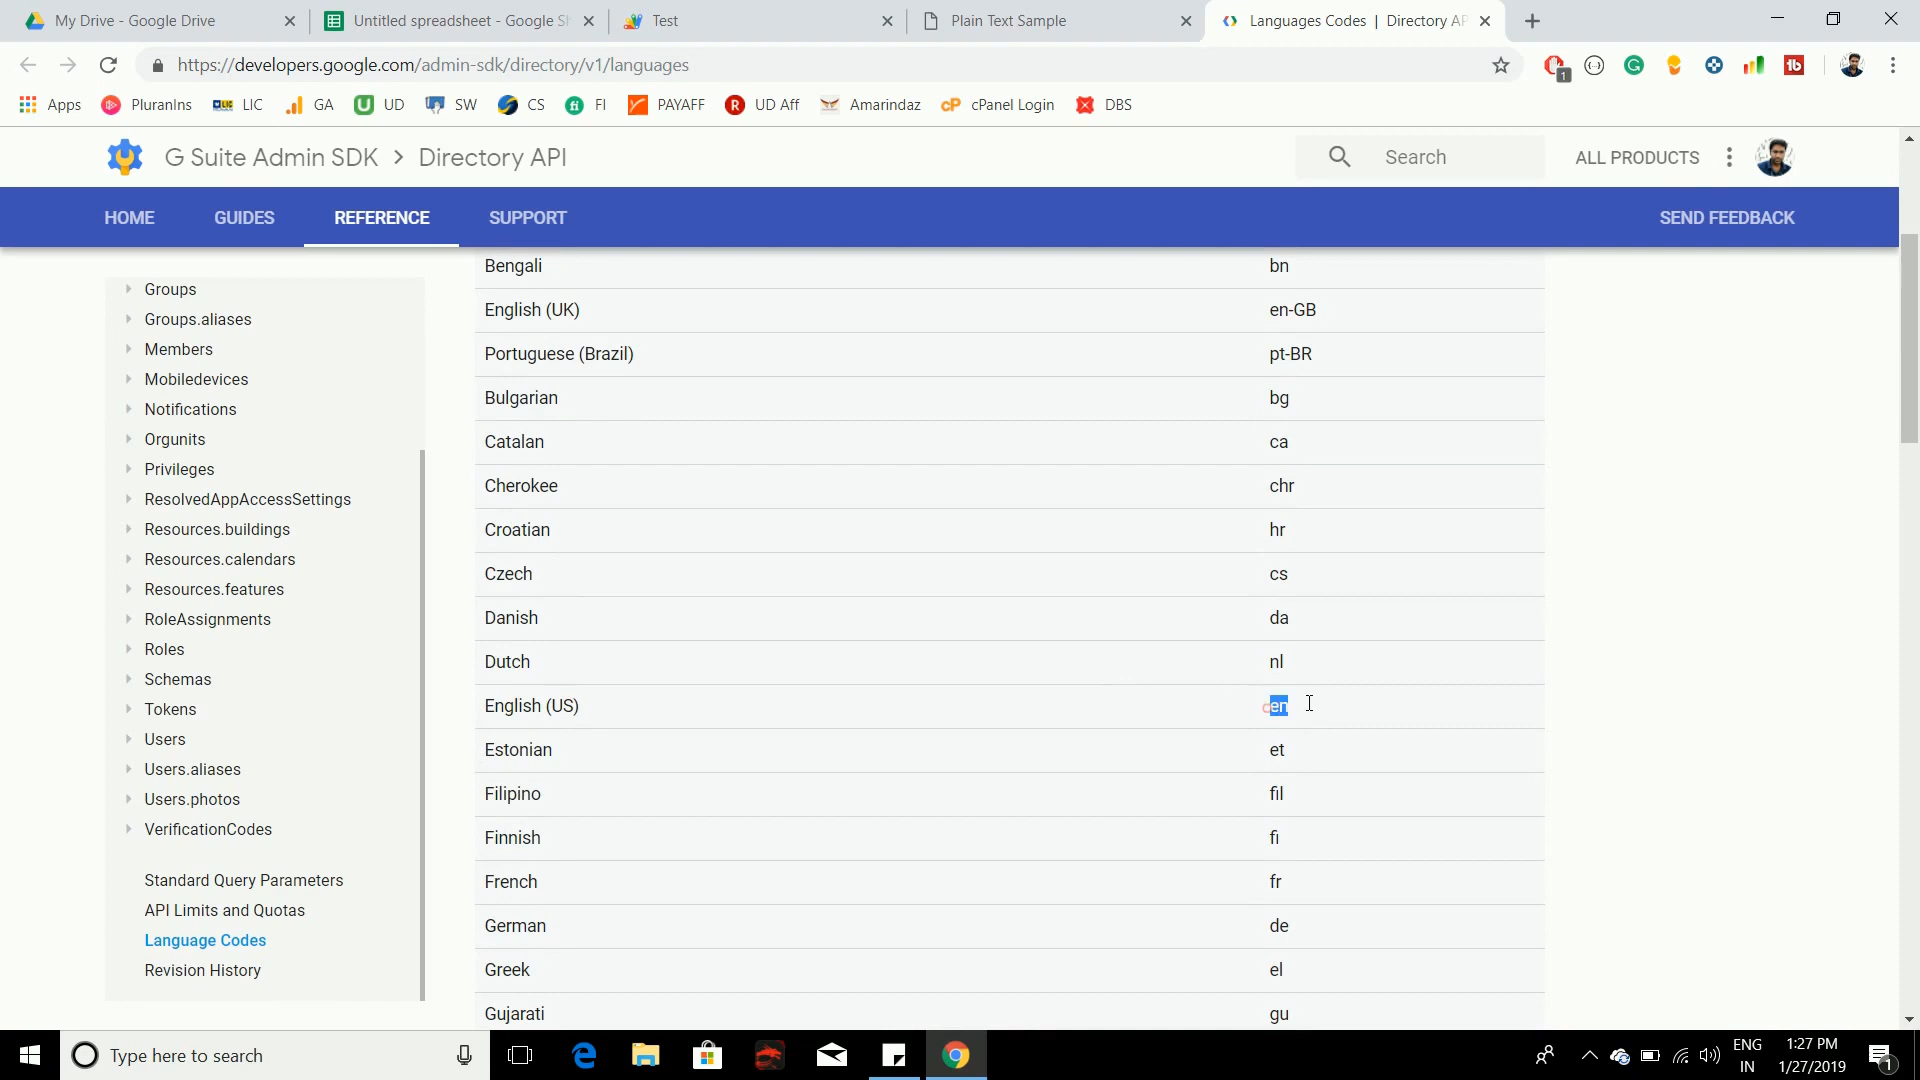 My Drive - Google Drive
Untitled spreadsheet - Google Sh
Test
Plain Text Sample
Languages Codes | Directory AP
https://developers.google.com/admin-sdk/directory/v1/languages
1
tb
Apps
PluranIns
LIC
GA
UD
SW
CS
FI
PAYAFF
UD Aff
Amarindaz
cPanel Login
DBS
G Suite Admin SDK > Directory API
Search
ALL PRODUCTS
HOME
GUIDES
REFERENCE
SUPPORT
SEND FEEDBACK
Groups
Groups.aliases
Members
Mobiledevices
Notifications
Orgunits
Privileges
ResolvedAppAccessSettings
Resources.buildings
Resources.calendars
Resources.features
RoleAssignments
Roles
Schemas
Tokens
Users
Users.aliases
Users.photos
VerificationCodes
Standard Query Parameters
API Limits and Quotas
Language Codes
Revision History
Bengali bn
English (UK) en-GB
Portuguese (Brazil) pt-BR
Bulgarian bg
Catalan ca
Cherokee chr
Croatian hr
Czech cs
Danish da
Dutch nl
English (US) en
Estonian et
Filipino fil
Finnish fi
French fr
German de
Greek el
Gujarati gu
Type here to search
ENG
IN
1:27 PM
1/27/2019
1